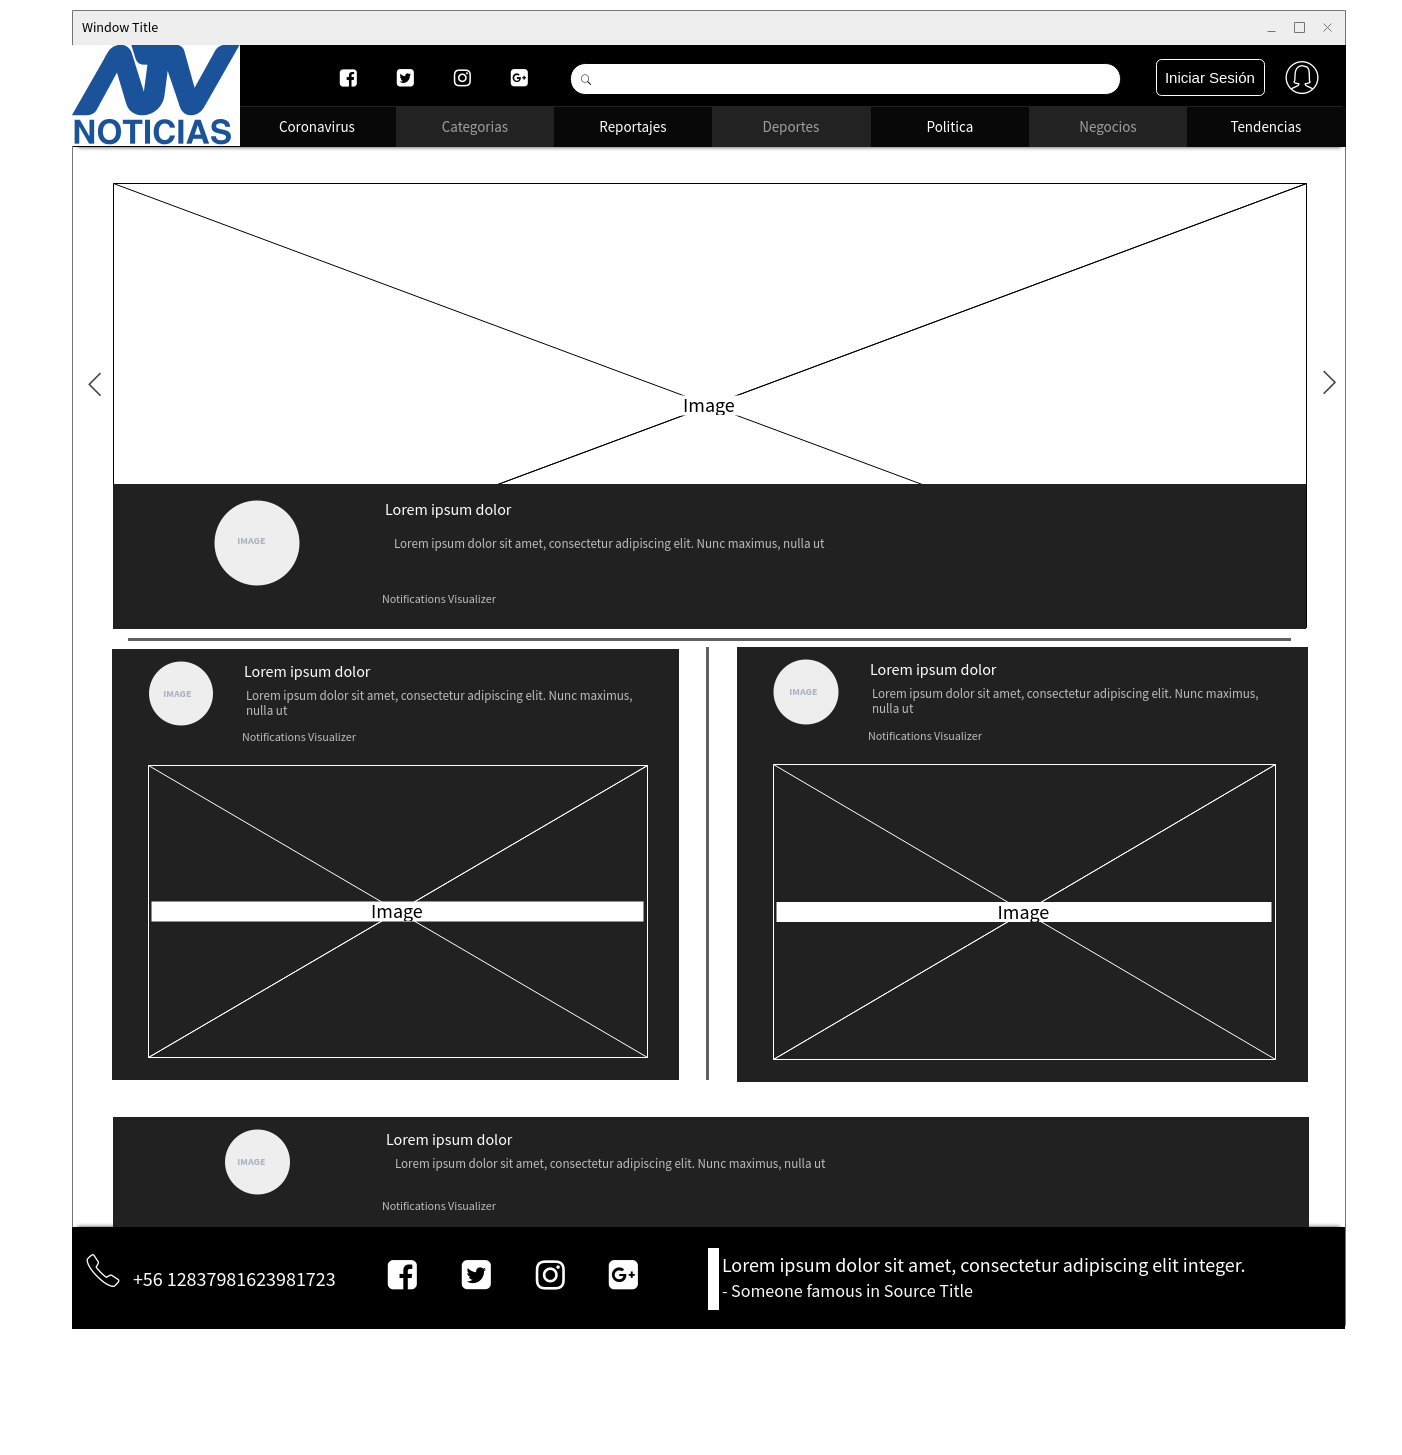 Window Title
ATV
NOTICIAS
Iniciar Sesión
Coronavirus
Categorias
Reportajes
Deportes
Politica
Negocios
Tendencias
Image
IMAGE
Lorem ipsum dolor
Lorem ipsum dolor sit amet, consectetur adipiscing elit. Nunc maximus, nulla ut
Notifications Visualizer
IMAGE
Lorem ipsum dolor
Lorem ipsum dolor sit amet, consectetur adipiscing elit. Nunc maximus,
nulla ut
Notifications Visualizer
Image
IMAGE
Lorem ipsum dolor
Lorem ipsum dolor sit amet, consectetur adipiscing elit. Nunc maximus,
nulla ut
Notifications Visualizer
Image
IMAGE
Lorem ipsum dolor
Lorem ipsum dolor sit amet, consectetur adipiscing elit. Nunc maximus, nulla ut
Notifications Visualizer
+56 12837981623981723
Lorem ipsum dolor sit amet, consectetur adipiscing elit integer.
- Someone famous in Source Title